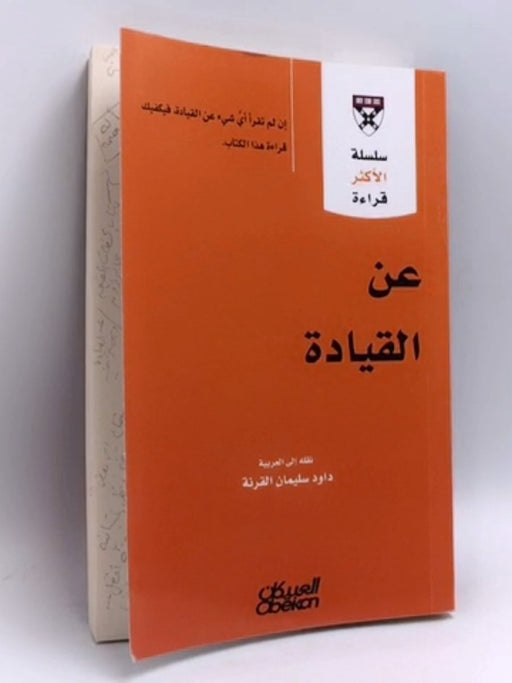 إن لم تقرأ أيّ شيء عن القيادة، فيكفيك
قراءة هذا الكتاب.
سلسلة
الأكثر
قراءة
عن
القيادة
نقله إلى العربية
داود سليمان القرنة
العبيكان
Obekon